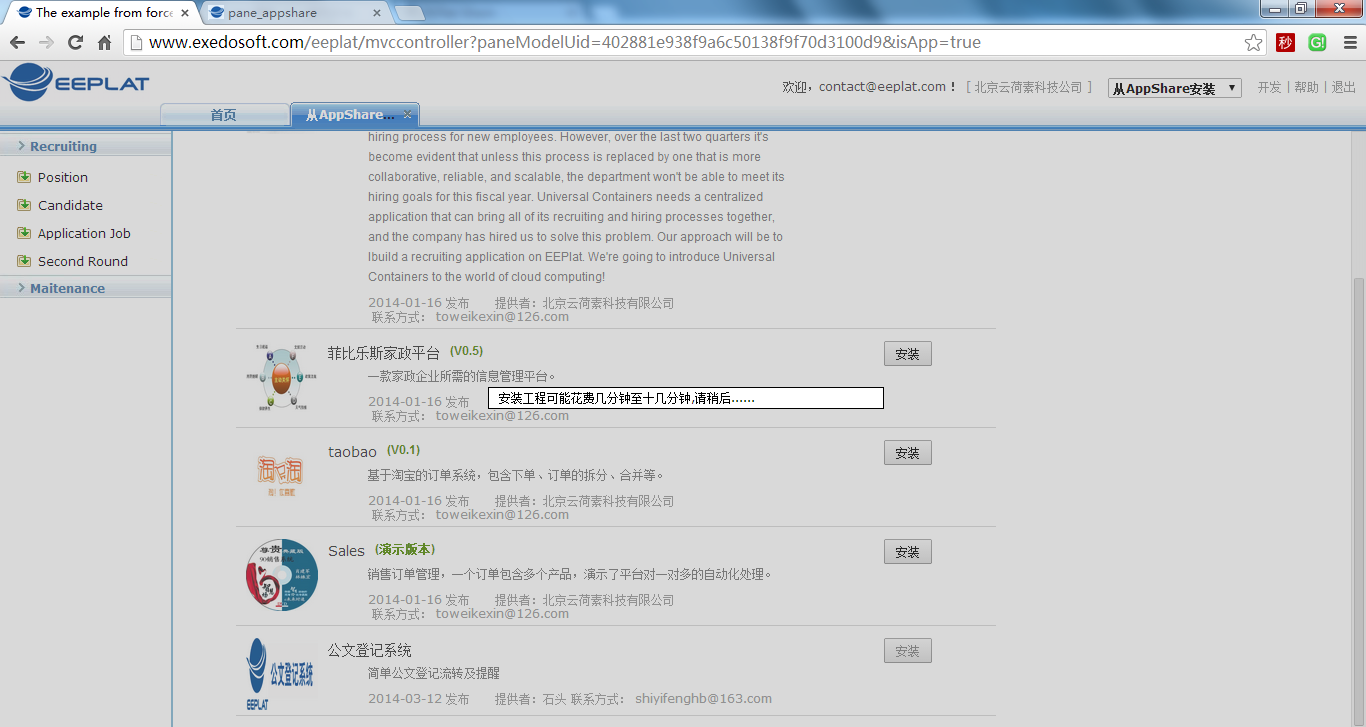 The example from force
pane_appshare
www.exedosoft.com/eeplat/mvccontroller?paneModelUid=402881e938f9a6c50138f9f70d3100d9&isApp=true
秒
G!
EEPLAT
欢迎，contact@eeplat.com！ [ 北京云荷素科技公司 ] 从AppShare安装 开发 | 帮助 | 退出
首页
从AppShare...
Recruiting
Position
Candidate
Application Job
Second Round
Maitenance
hiring process for new employees. However, over the last two quarters it's
become evident that unless this process is replaced by one that is more
collaborative, reliable, and scalable, the department won't be able to meet its
hiring goals for this fiscal year. Universal Containers needs a centralized
application that can bring all of its recruiting and hiring processes together,
and the company has hired us to solve this problem. Our approach will be to
lbuild a recruiting application on EEPlat. We're going to introduce Universal
Containers to the world of cloud computing!
2014-01-16 发布 提供者：北京云荷素科技有限公司
联系方式： toweikexin@126.com
菲比乐斯家政平台 (V0.5)
安装
一款家政企业所需的信息管理平台。
2014-01-16 发布
安装工程可能花费几分钟至十几分钟,请稍后......
联系方式： toweikexin@126.com
taobao (V0.1)
安装
基于淘宝的订单系统，包含下单、订单的拆分、合并等。
2014-01-16 发布 提供者：北京云荷素科技有限公司
联系方式： toweikexin@126.com
Sales (演示版本)
安装
销售订单管理，一个订单包含多个产品，演示了平台对一对多的自动化处理。
2014-01-16 发布 提供者：北京云荷素科技有限公司
联系方式： toweikexin@126.com
公文登记系统
安装
简单公文登记流转及提醒
2014-03-12 发布 提供者：石头 联系方式： shiyifenghb@163.com
淘 淘
尊贵 典藏版
公文登记系统
EEPLAT